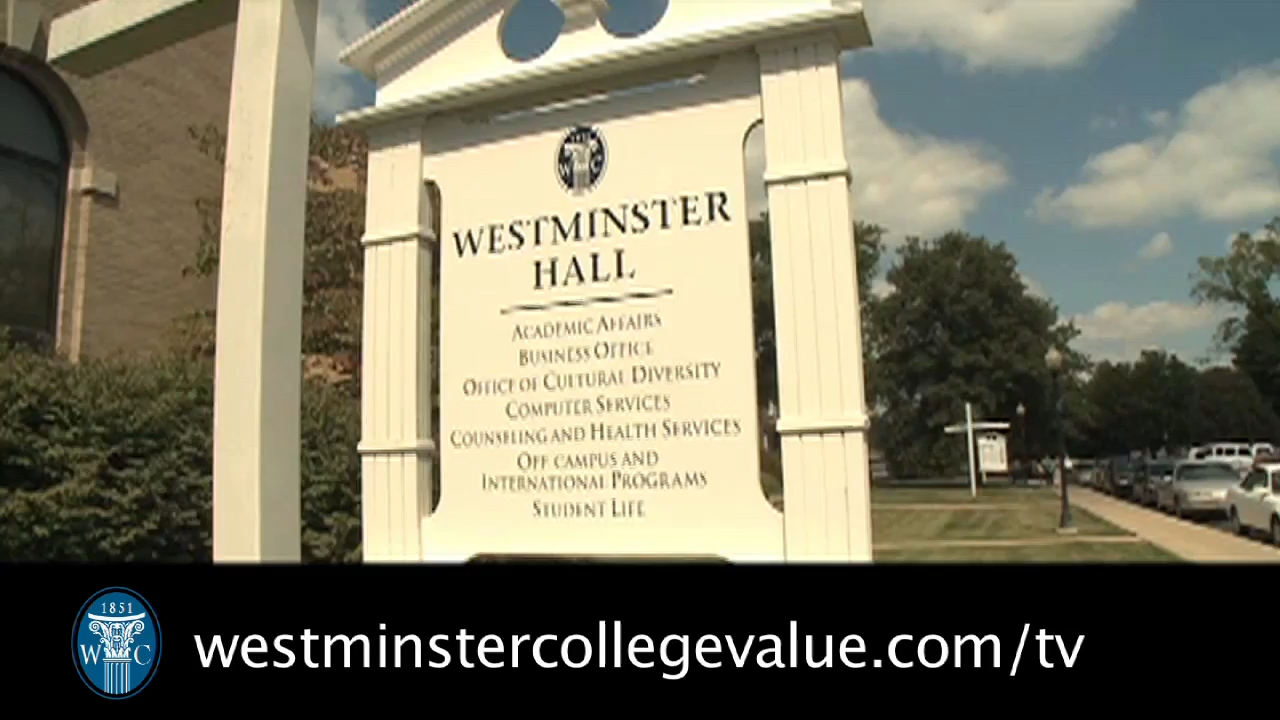 WESTMINSTER
HALL
ACADEMIC AFFAIRS
BUSINESS OFFICE
OFFICE OF CULTURAL DIVERSITY
COMPUTER SERVICES
COUNSELING AND HEALTH SERVICES
OFF CAMPUS AND
INTERNATIONAL PROGRAMS
STUDENT LIFE
1851
W C
westminstercollegevalue.com/tv